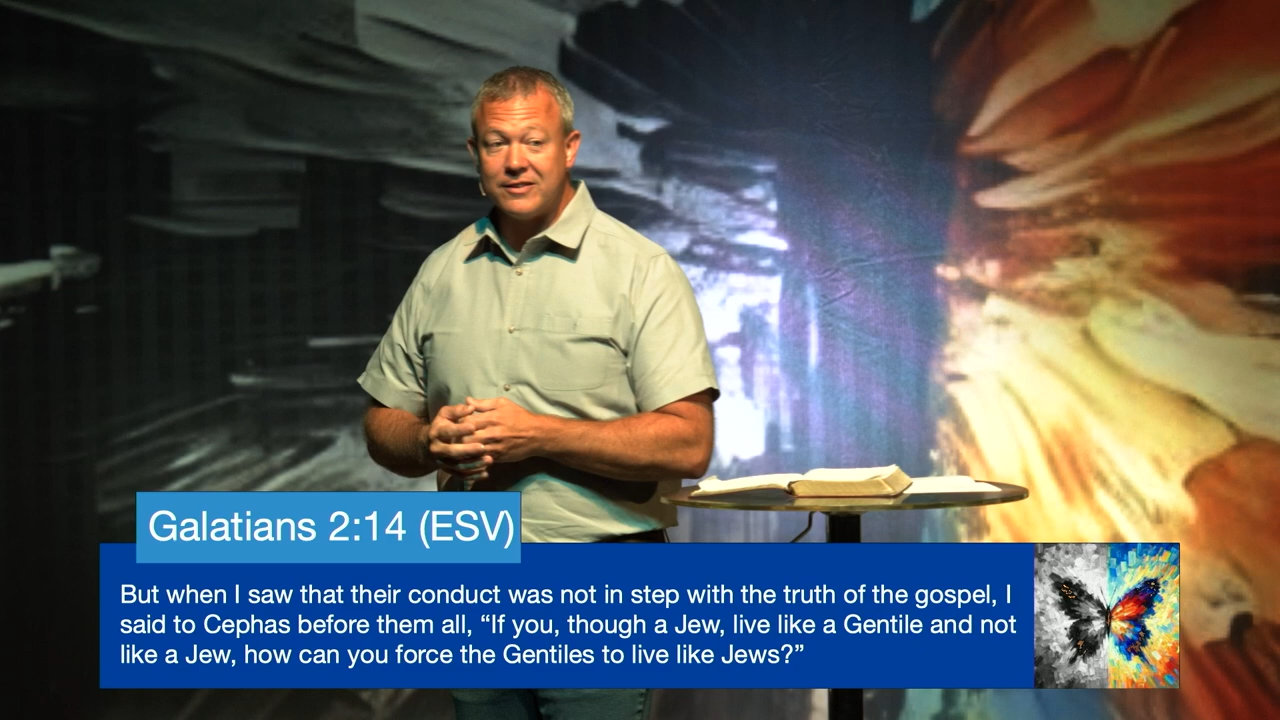 Galatians 2:14 (ESV)
But when I saw that their conduct was not in step with the truth of the gospel, I
said to Cephas before them all, “If you, though a Jew, live like a Gentile and not
like a Jew, how can you force the Gentiles to live like Jews?”